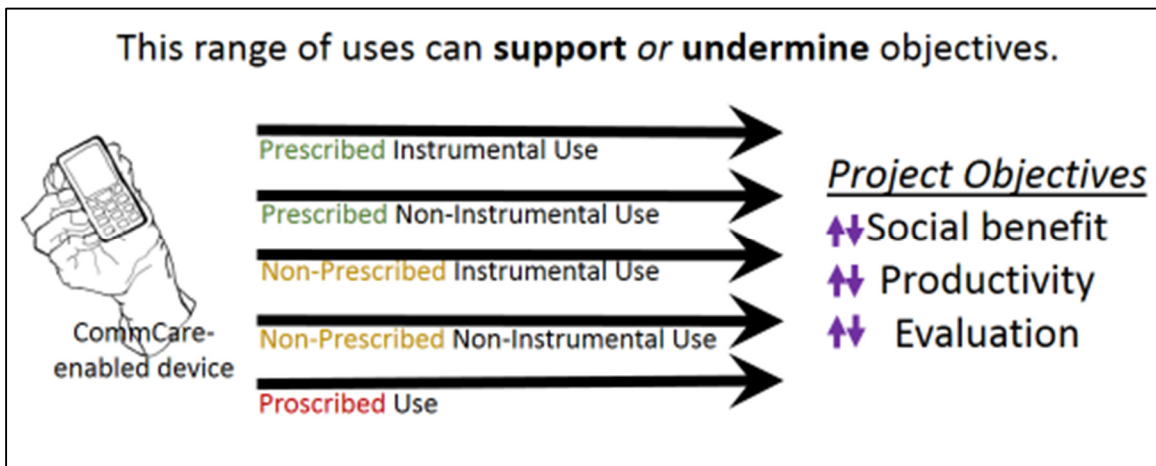 This range of uses can support or undermine objectives.
Prescribed Instrumental Use
Prescribed Non-Instrumental Use
Non-Prescribed Instrumental Use
Non-Prescribed Non-Instrumental Use
Proscribed Use
CommCare-
enabled device
Project Objectives
Social benefit
Productivity
Evaluation